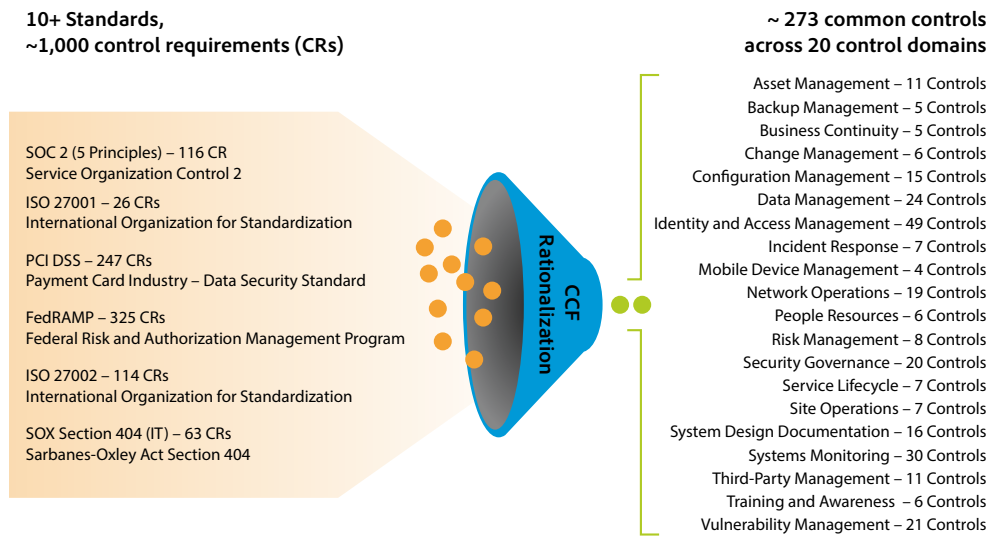 10+ Standards,
~1,000 control requirements (CRs)
SOC 2 (5 Principles) – 116 CR
Service Organization Control 2
ISO 27001 – 26 CRs
International Organization for Standardization
PCI DSS – 247 CRs
Payment Card Industry – Data Security Standard
FedRAMP – 325 CRs
Federal Risk and Authorization Management Program
ISO 27002 – 114 CRs
International Organization for Standardization
SOX Section 404 (IT) – 63 CRs
Sarbanes-Oxley Act Section 404
CCF
Rationalization
~ 273 common controls
across 20 control domains
Asset Management – 11 Controls
Backup Management – 5 Controls
Business Continuity – 5 Controls
Change Management – 6 Controls
Configuration Management – 15 Controls
Data Management – 24 Controls
Identity and Access Management – 49 Controls
Incident Response – 7 Controls
Mobile Device Management – 4 Controls
Network Operations – 19 Controls
People Resources – 6 Controls
Risk Management – 8 Controls
Security Governance – 20 Controls
Service Lifecycle – 7 Controls
Site Operations – 7 Controls
System Design Documentation – 16 Controls
Systems Monitoring – 30 Controls
Third-Party Management – 11 Controls
Training and Awareness – 6 Controls
Vulnerability Management – 21 Controls